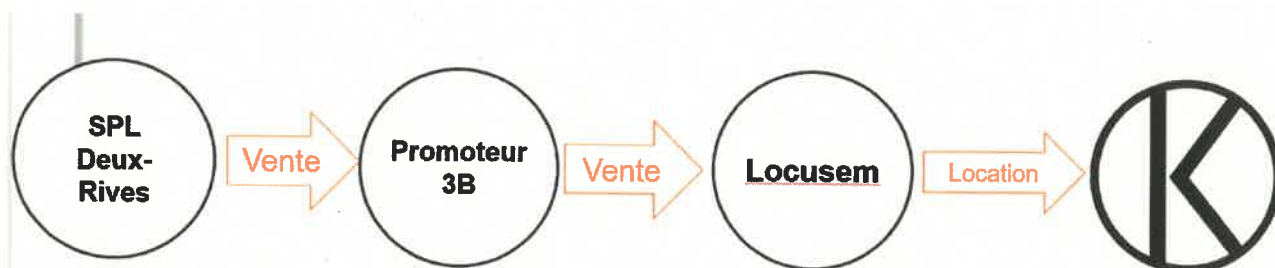 SPL
Deux-
Rives
Vente
Promoteur
3B
Vente
Locusem
Location
K